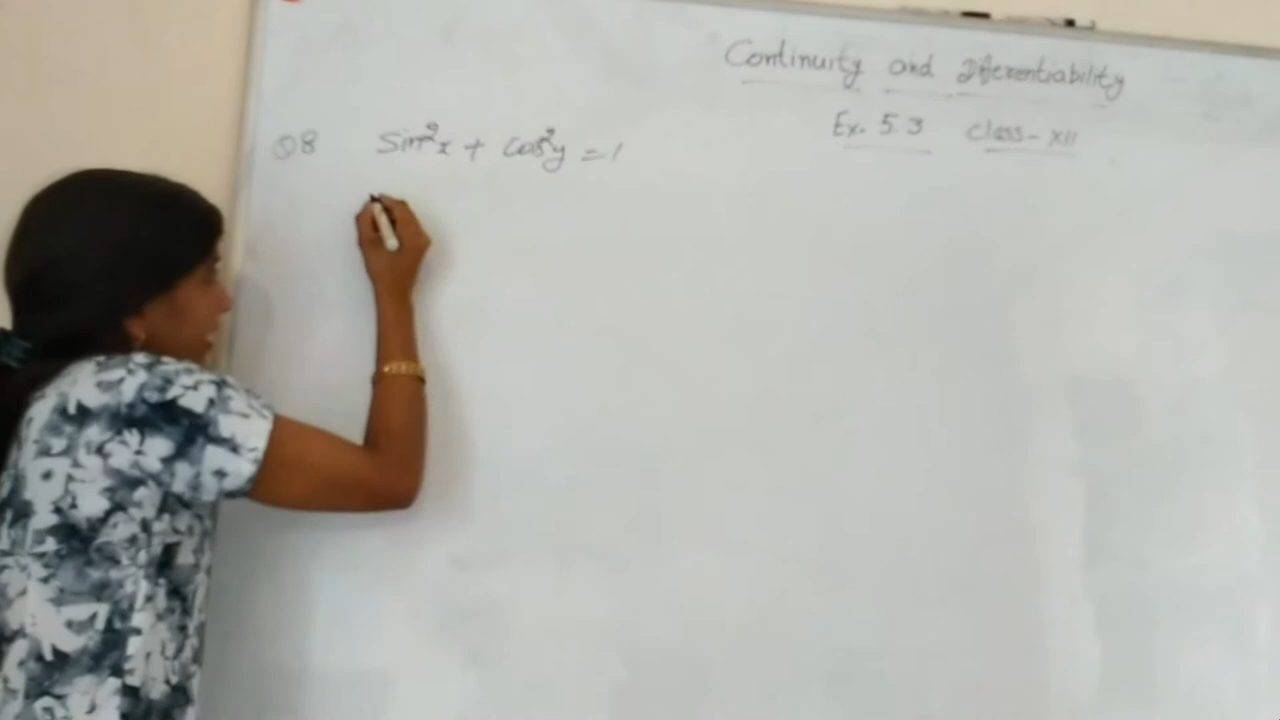 Continuity and Differentiability
Ex. 5.3 Class - XII
Q8 Sin²x + Cos²y = 1